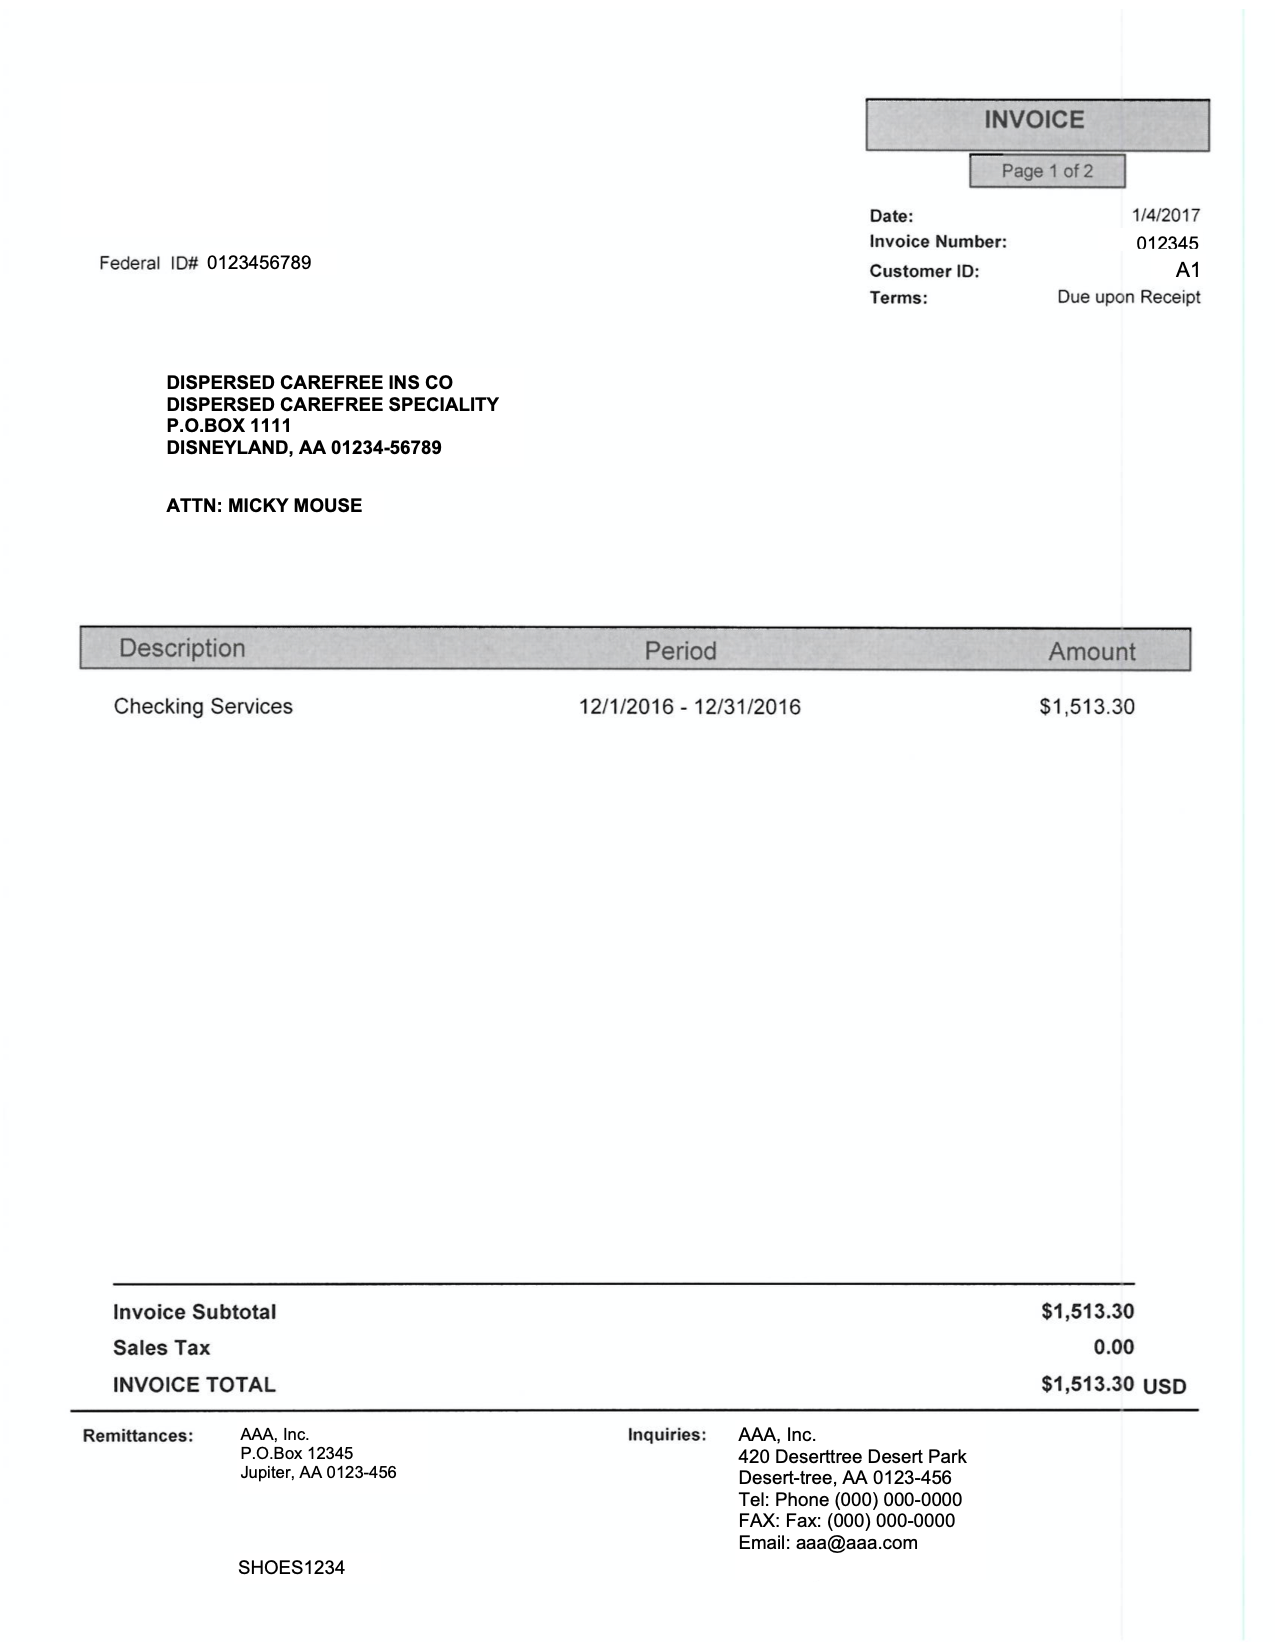 INVOICE
Page 1 of 2
Date: 1/4/2017
Invoice Number: 012345
Federal ID# 0123456789
Customer ID: A1
Terms: Due upon Receipt
DISPERSED CAREFREE INS CO
DISPERSED CAREFREE SPECIALITY
P.O.BOX 1111
DISNEYLAND, AA 01234-56789
ATTN: MICKY MOUSE
Description Period Amount
Checking Services 12/1/2016 - 12/31/2016 $1,513.30
Invoice Subtotal $1,513.30
Sales Tax 0.00
INVOICE TOTAL $1,513.30 USD
Remittances:
AAA, Inc.
P.O.Box 12345
Jupiter, AA 0123-456
Inquiries:
AAA, Inc.
420 Deserttree Desert Park
Desert-tree, AA 0123-456
Tel: Phone (000) 000-0000
FAX: Fax: (000) 000-0000
Email: aaa@aaa.com
SHOES1234